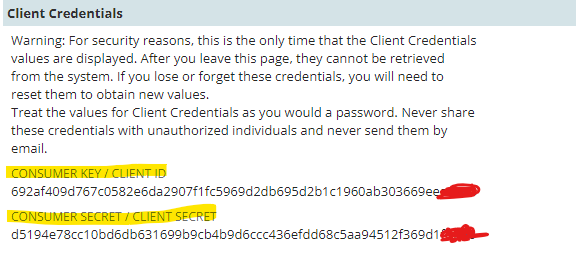 Client Credentials
Warning: For security reasons, this is the only time that the Client Credentials
values are displayed. After you leave this page, they cannot be retrieved
from the system. If you lose or forget these credentials, you will need to
reset them to obtain new values.
Treat the values for Client Credentials as you would a password. Never share
these credentials with unauthorized individuals and never send them by
email.
CONSUMER KEY / CLIENT ID
692af409d767c0582e6da2907f1fc5969d2db695d2b1c1960ab303669ee
CONSUMER SECRET / CLIENT SECRET
d5194e78cc10bd6db631699b9cb4b9d6ccc436efdd68c5aa94512f369d1